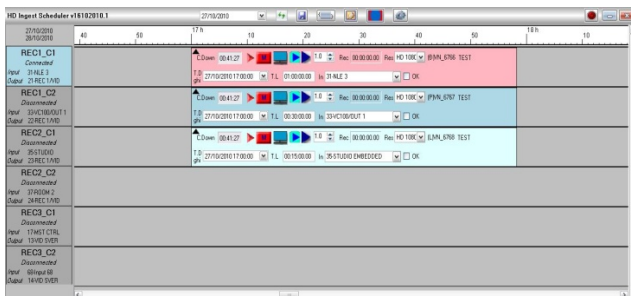 HD Ingest Scheduler v16102010.1
27/10/2010
27/10/2010
28/10/2010
40 50 17 h 10 20 30 40 50 18 h 10
REC1_C1
Connected
Input 31-NLE 3
Output 21-REC 1/VID
C.Down 00:41:27 1.0 Rec 00:00:00.00 Res HD 1080 (R)VN_6766 TEST
27/10/2010 17:00:00 T.L 01:00:00.00 In 31-NLE 3 OK
REC1_C2
Disconnected
Input 33-VC100/OUT 1
Output 22-REC 1/VID
C.Down 00:41:27 1.0 Rec 00:00:00.00 Res HD 1080 (P)VN_6767 TEST
27/10/2010 17:00:00 T.L 00:30:00.00 In 33-VC100/OUT 1 OK
REC2_C1
Disconnected
Input 35-STUDIO
Output 23-REC 1/VID
C.Down 00:41:27 1.0 Rec 00:00:00.00 Res HD 1080 (L)VN_6768 TEST
27/10/2010 17:00:00 T.L 00:15:00.00 In 35-STUDIO EMBEDDED OK
REC2_C2
Disconnected
Input 37-ROOM 2
Output 24-REC 1/VID
REC3_C1
Disconnected
Input 17-MST CTRL
Output 13-VID SVER
REC3_C2
Disconnected
Input 68-Input 68
Output 14-VID SVER